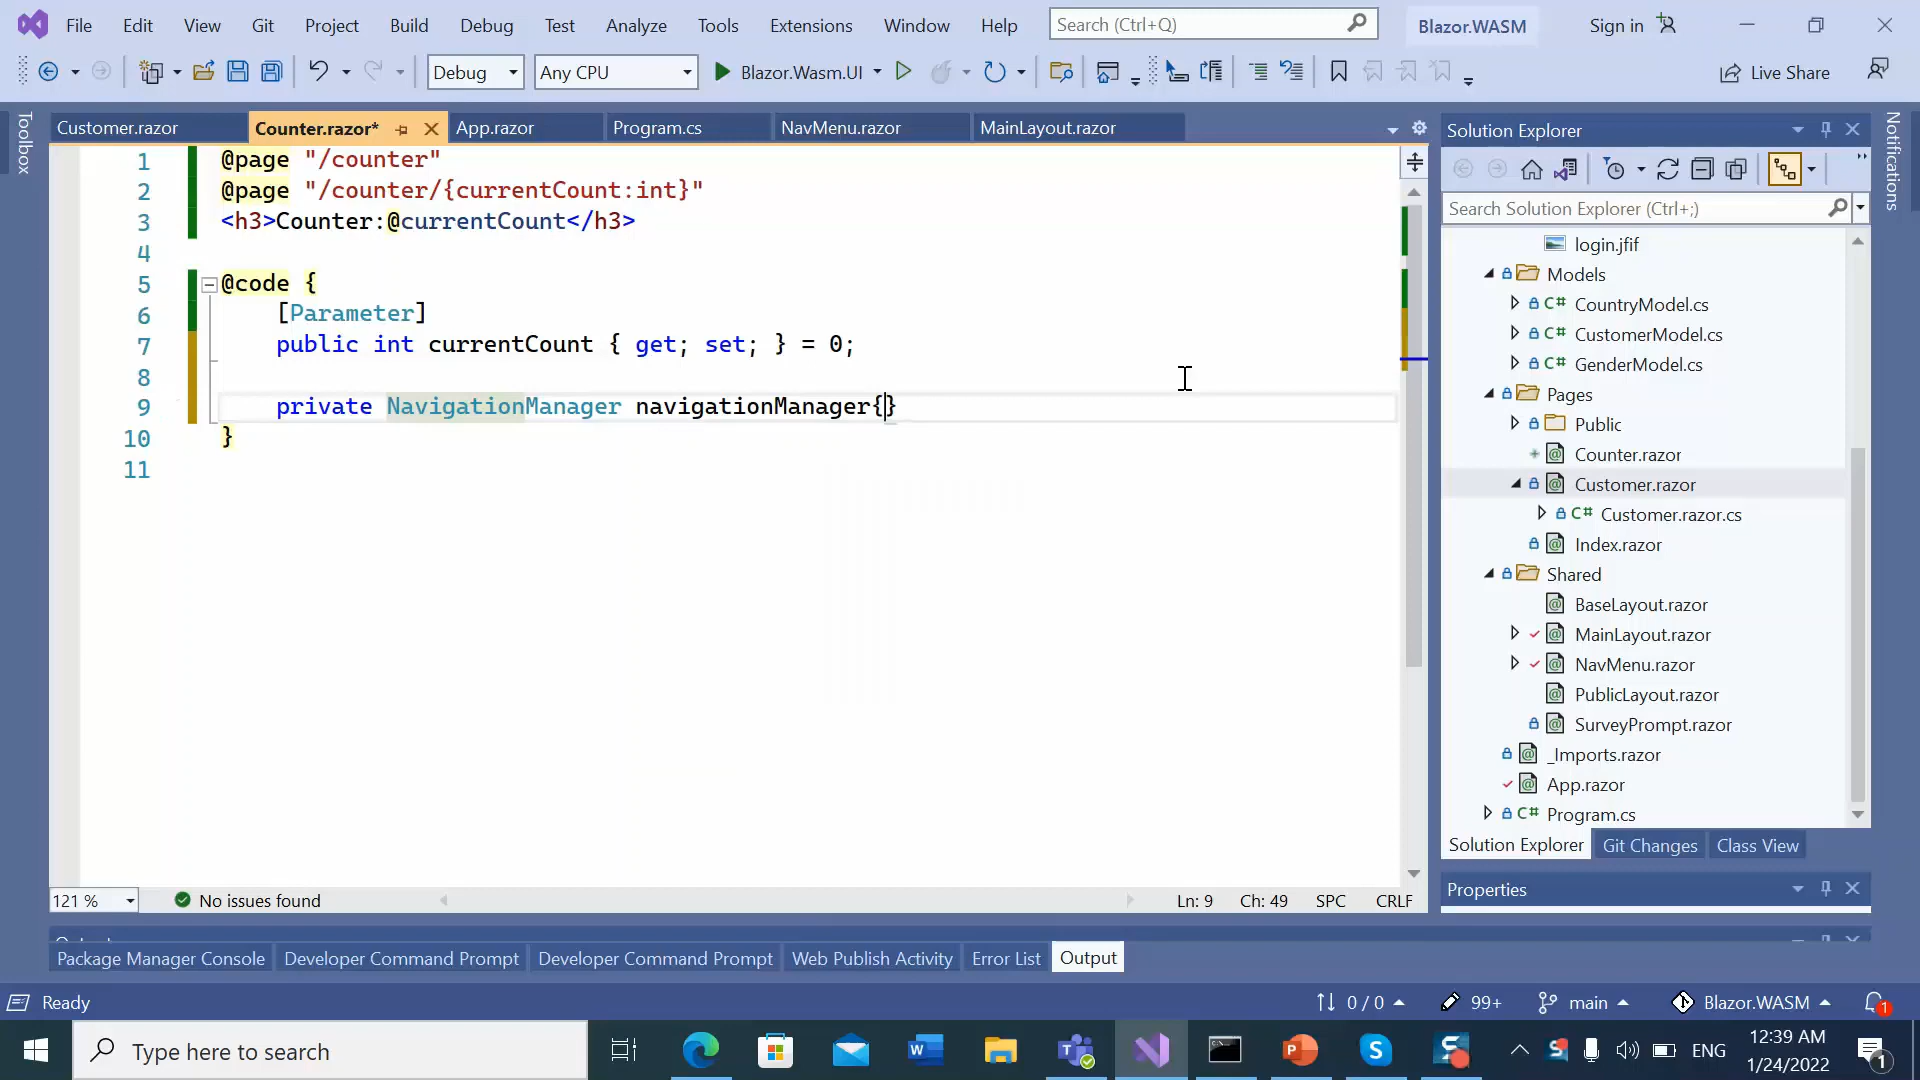 File Edit View Git Project Build Debug Test Analyze Tools Extensions Window Help Search (Ctrl+Q) Blazor.WASM Sign in
Debug Any CPU Blazor.Wasm.UI Live Share
Toolbox
Customer.razor Counter.razor* App.razor Program.cs NavMenu.razor MainLayout.razor
1 @page "/counter"
2 @page "/counter/{currentCount:int}"
3 <h3>Counter:@currentCount</h3>
4
5 @code {
6 [Parameter]
7 public int currentCount { get; set; } = 0;
8
9 private NavigationManager navigationManager{}
10 }
11
121 % No issues found Ln: 9 Ch: 49 SPC CRLF
Solution Explorer
Search Solution Explorer (Ctrl+;)
login.jfif
Models
C# CountryModel.cs
C# CustomerModel.cs
C# GenderModel.cs
Pages
Public
Counter.razor
Customer.razor
C# Customer.razor.cs
Index.razor
Shared
BaseLayout.razor
MainLayout.razor
NavMenu.razor
PublicLayout.razor
SurveyPrompt.razor
_Imports.razor
App.razor
C# Program.cs
Solution Explorer Git Changes Class View
Properties
Notifications
Package Manager Console Developer Command Prompt Developer Command Prompt Web Publish Activity Error List Output
Ready 0 / 0 99+ main Blazor.WASM 1
Type here to search ENG 12:39 AM
1/24/2022 1